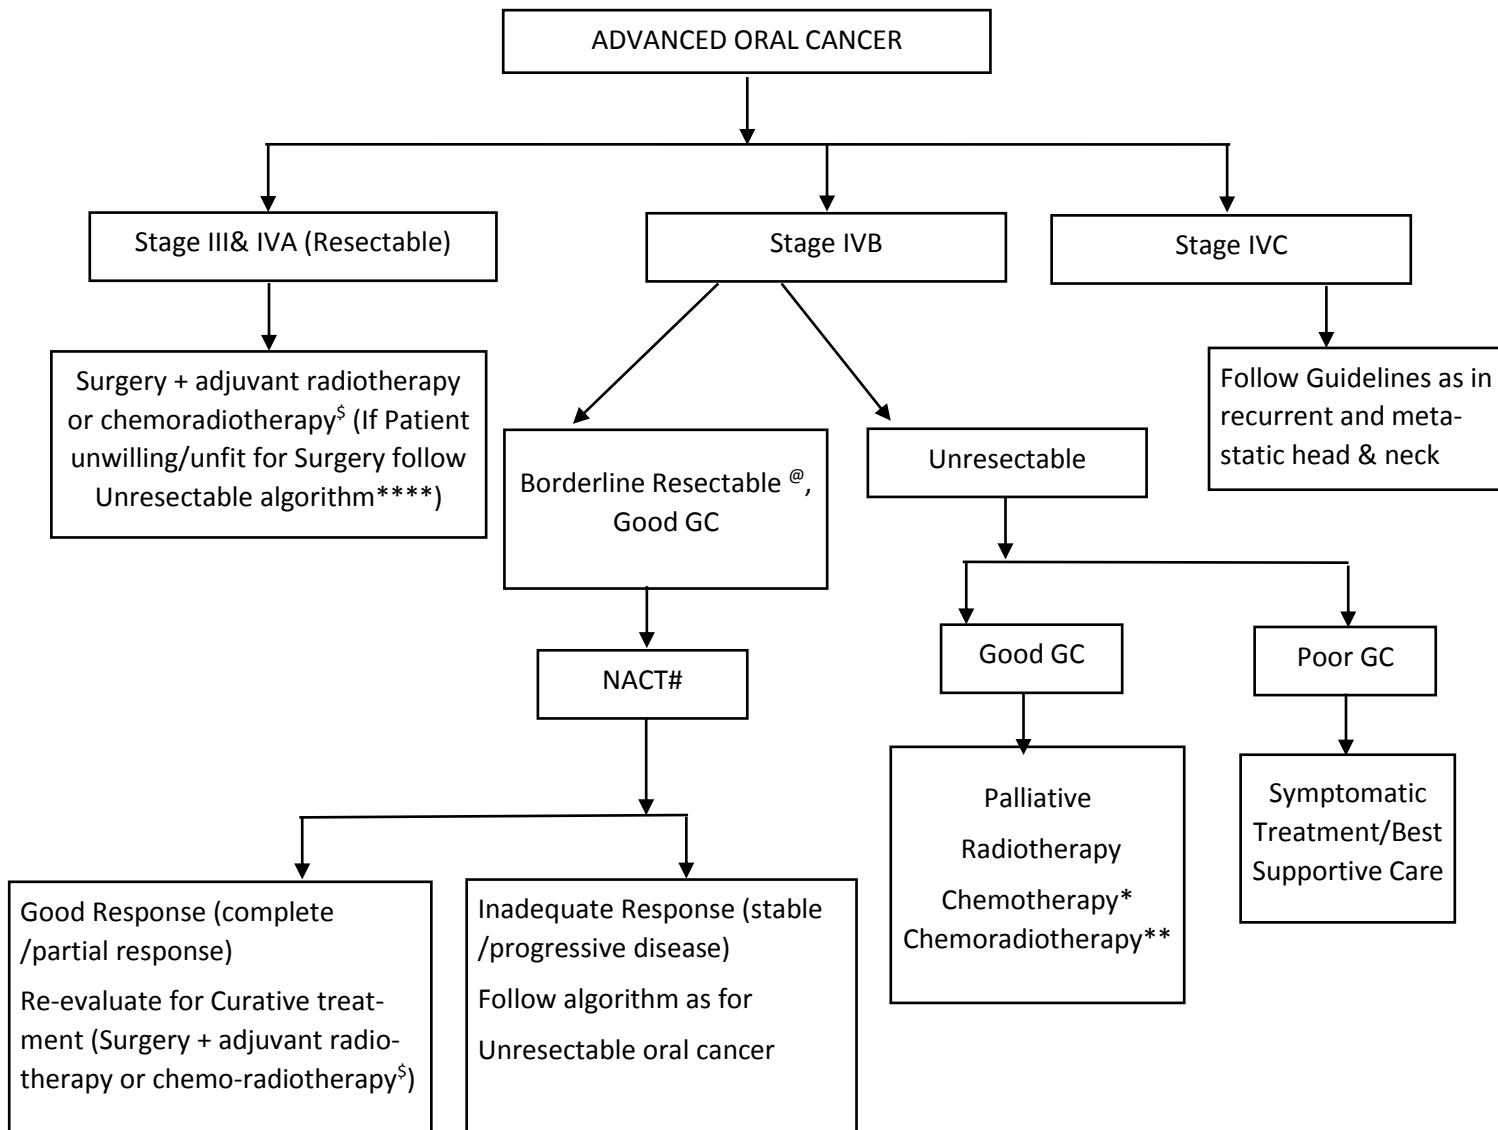 ADVANCED ORAL CANCER
Stage III& IVA (Resectable)
Stage IVB
Stage IVC
Surgery + adjuvant radiotherapy
or chemoradiotherapy$ (If Patient
unwilling/unfit for Surgery follow
Unresectable algorithm****)
Borderline Resectable @,
Good GC
Unresectable
Follow Guidelines as in
recurrent and meta-
static head & neck
NACT#
Good GC
Poor GC
Palliative
Radiotherapy
Chemotherapy*
Chemoradiotherapy**
Symptomatic
Treatment/Best
Supportive Care
Good Response (complete
/partial response)
Re-evaluate for Curative treat-
ment (Surgery + adjuvant radio-
therapy or chemo-radiotherapy$)
Inadequate Response (stable
/progressive disease)
Follow algorithm as for
Unresectable oral cancer